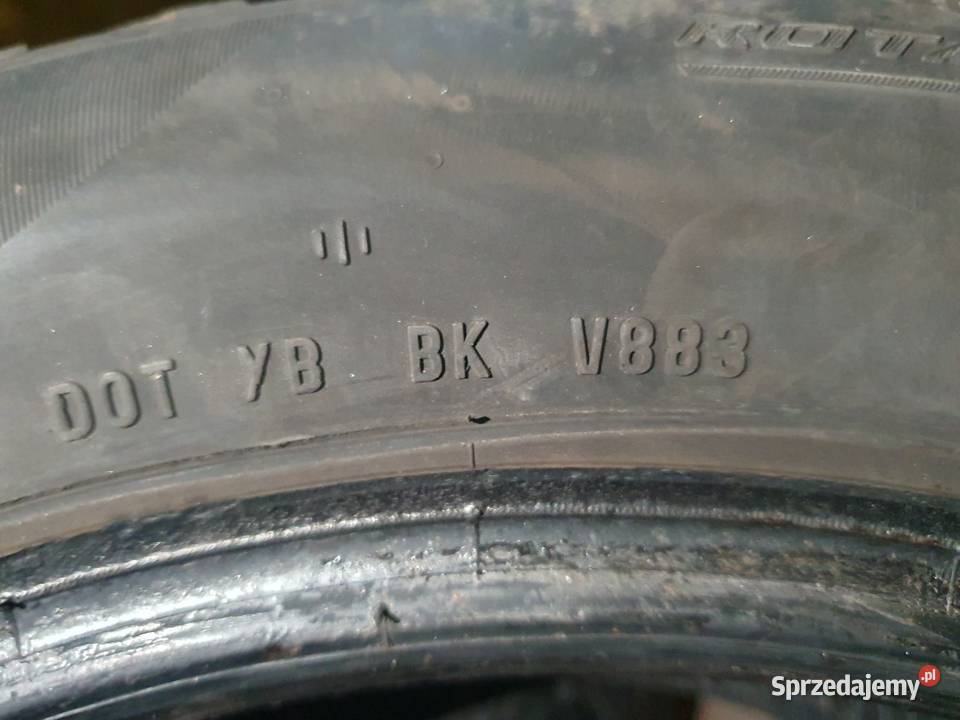 DOT YB BK V883
Sprzedajemy.pl